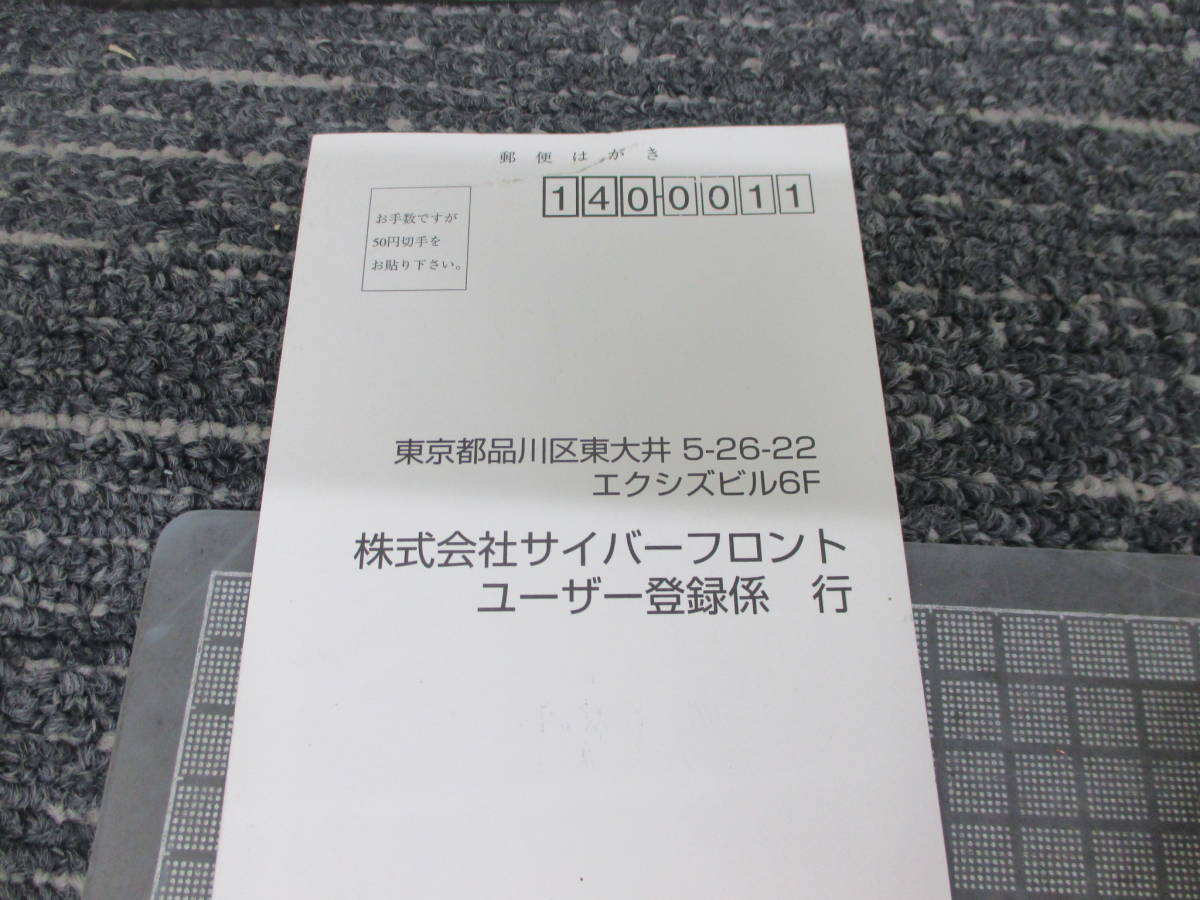 郵便はがき
140-0011
お手数ですが
50円切手を
お貼り下さい。
東京都品川区東大井 5-26-22
エクシズビル6F
株式会社サイバーフロント
ユーザー登録係 行